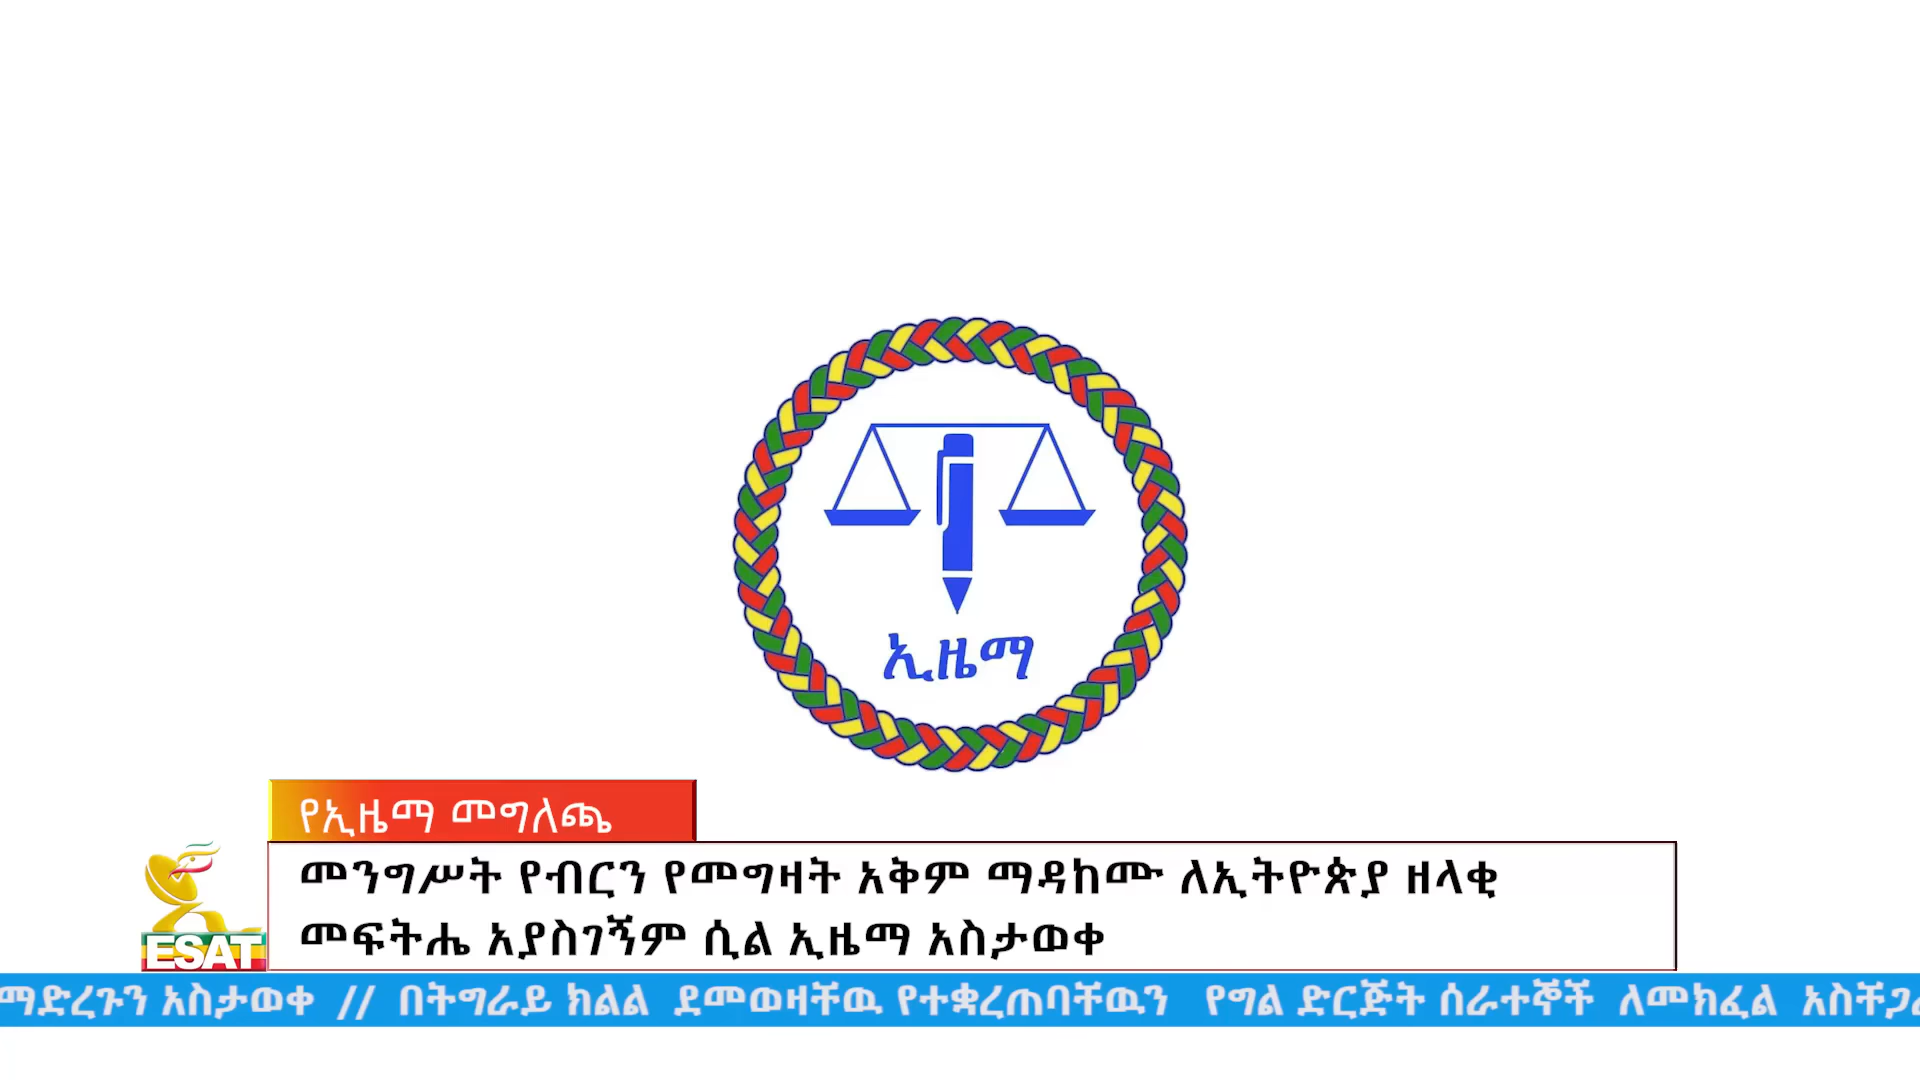 ኢዜማ
የኢዜማ መግለጫ
መንግሥት የብርን የመግዛት አቅም ማዳከሙ ለኢትዮጵያ ዘላቂ
መፍትሔ አያስገኝም ሲል ኢዜማ አስታወቀ
ESAT
ማድረጉን አስታወቀ // በትግራይ ክልል ደመወዛቸዉ የተቋረጠባቸዉን የግል ድርጅት ሰራተኞች ለመክፈል